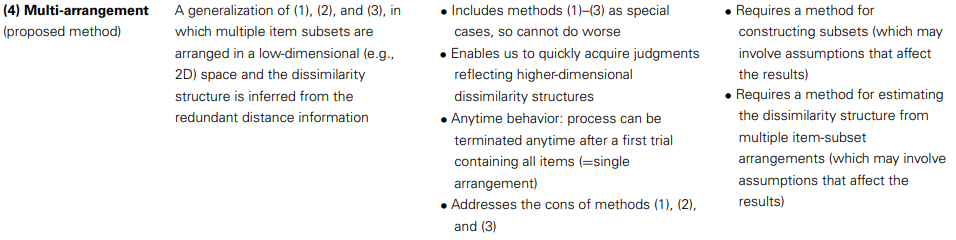 (4) Multi-arrangement
(proposed method)
A generalization of (1), (2), and (3), in
which multiple item subsets are
arranged in a low-dimensional (e.g.,
2D) space and the dissimilarity
structure is inferred from the
redundant distance information
• Includes methods (1)–(3) as special
cases, so cannot do worse
• Enables us to quickly acquire judgments
reflecting higher-dimensional
dissimilarity structures
• Anytime behavior: process can be
terminated anytime after a first trial
containing all items (=single
arrangement)
• Addresses the cons of methods (1), (2),
and (3)
• Requires a method for
constructing subsets (which may
involve assumptions that affect
the results)
• Requires a method for estimating
the dissimilarity structure from
multiple item-subset
arrangements (which may involve
assumptions that affect the
results)